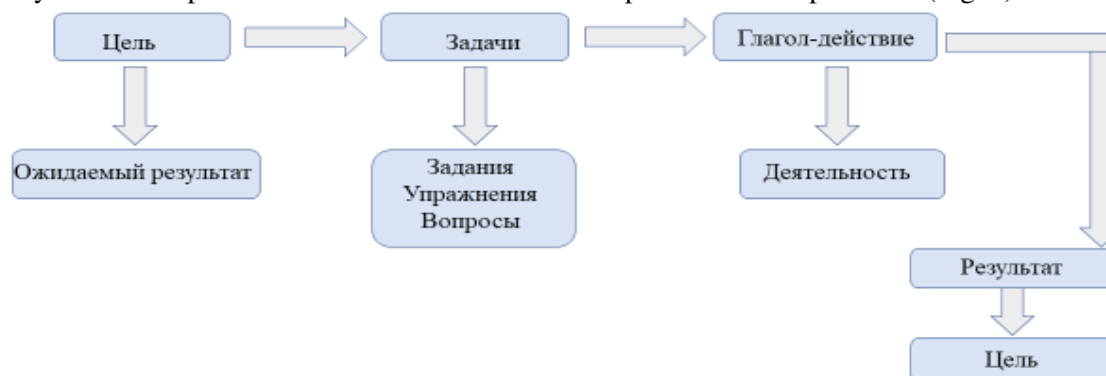 Цель
Задачи
Глагол-действие
Ожидаемый результат
Задания
Упражнения
Вопросы
Деятельность
Результат
Цель